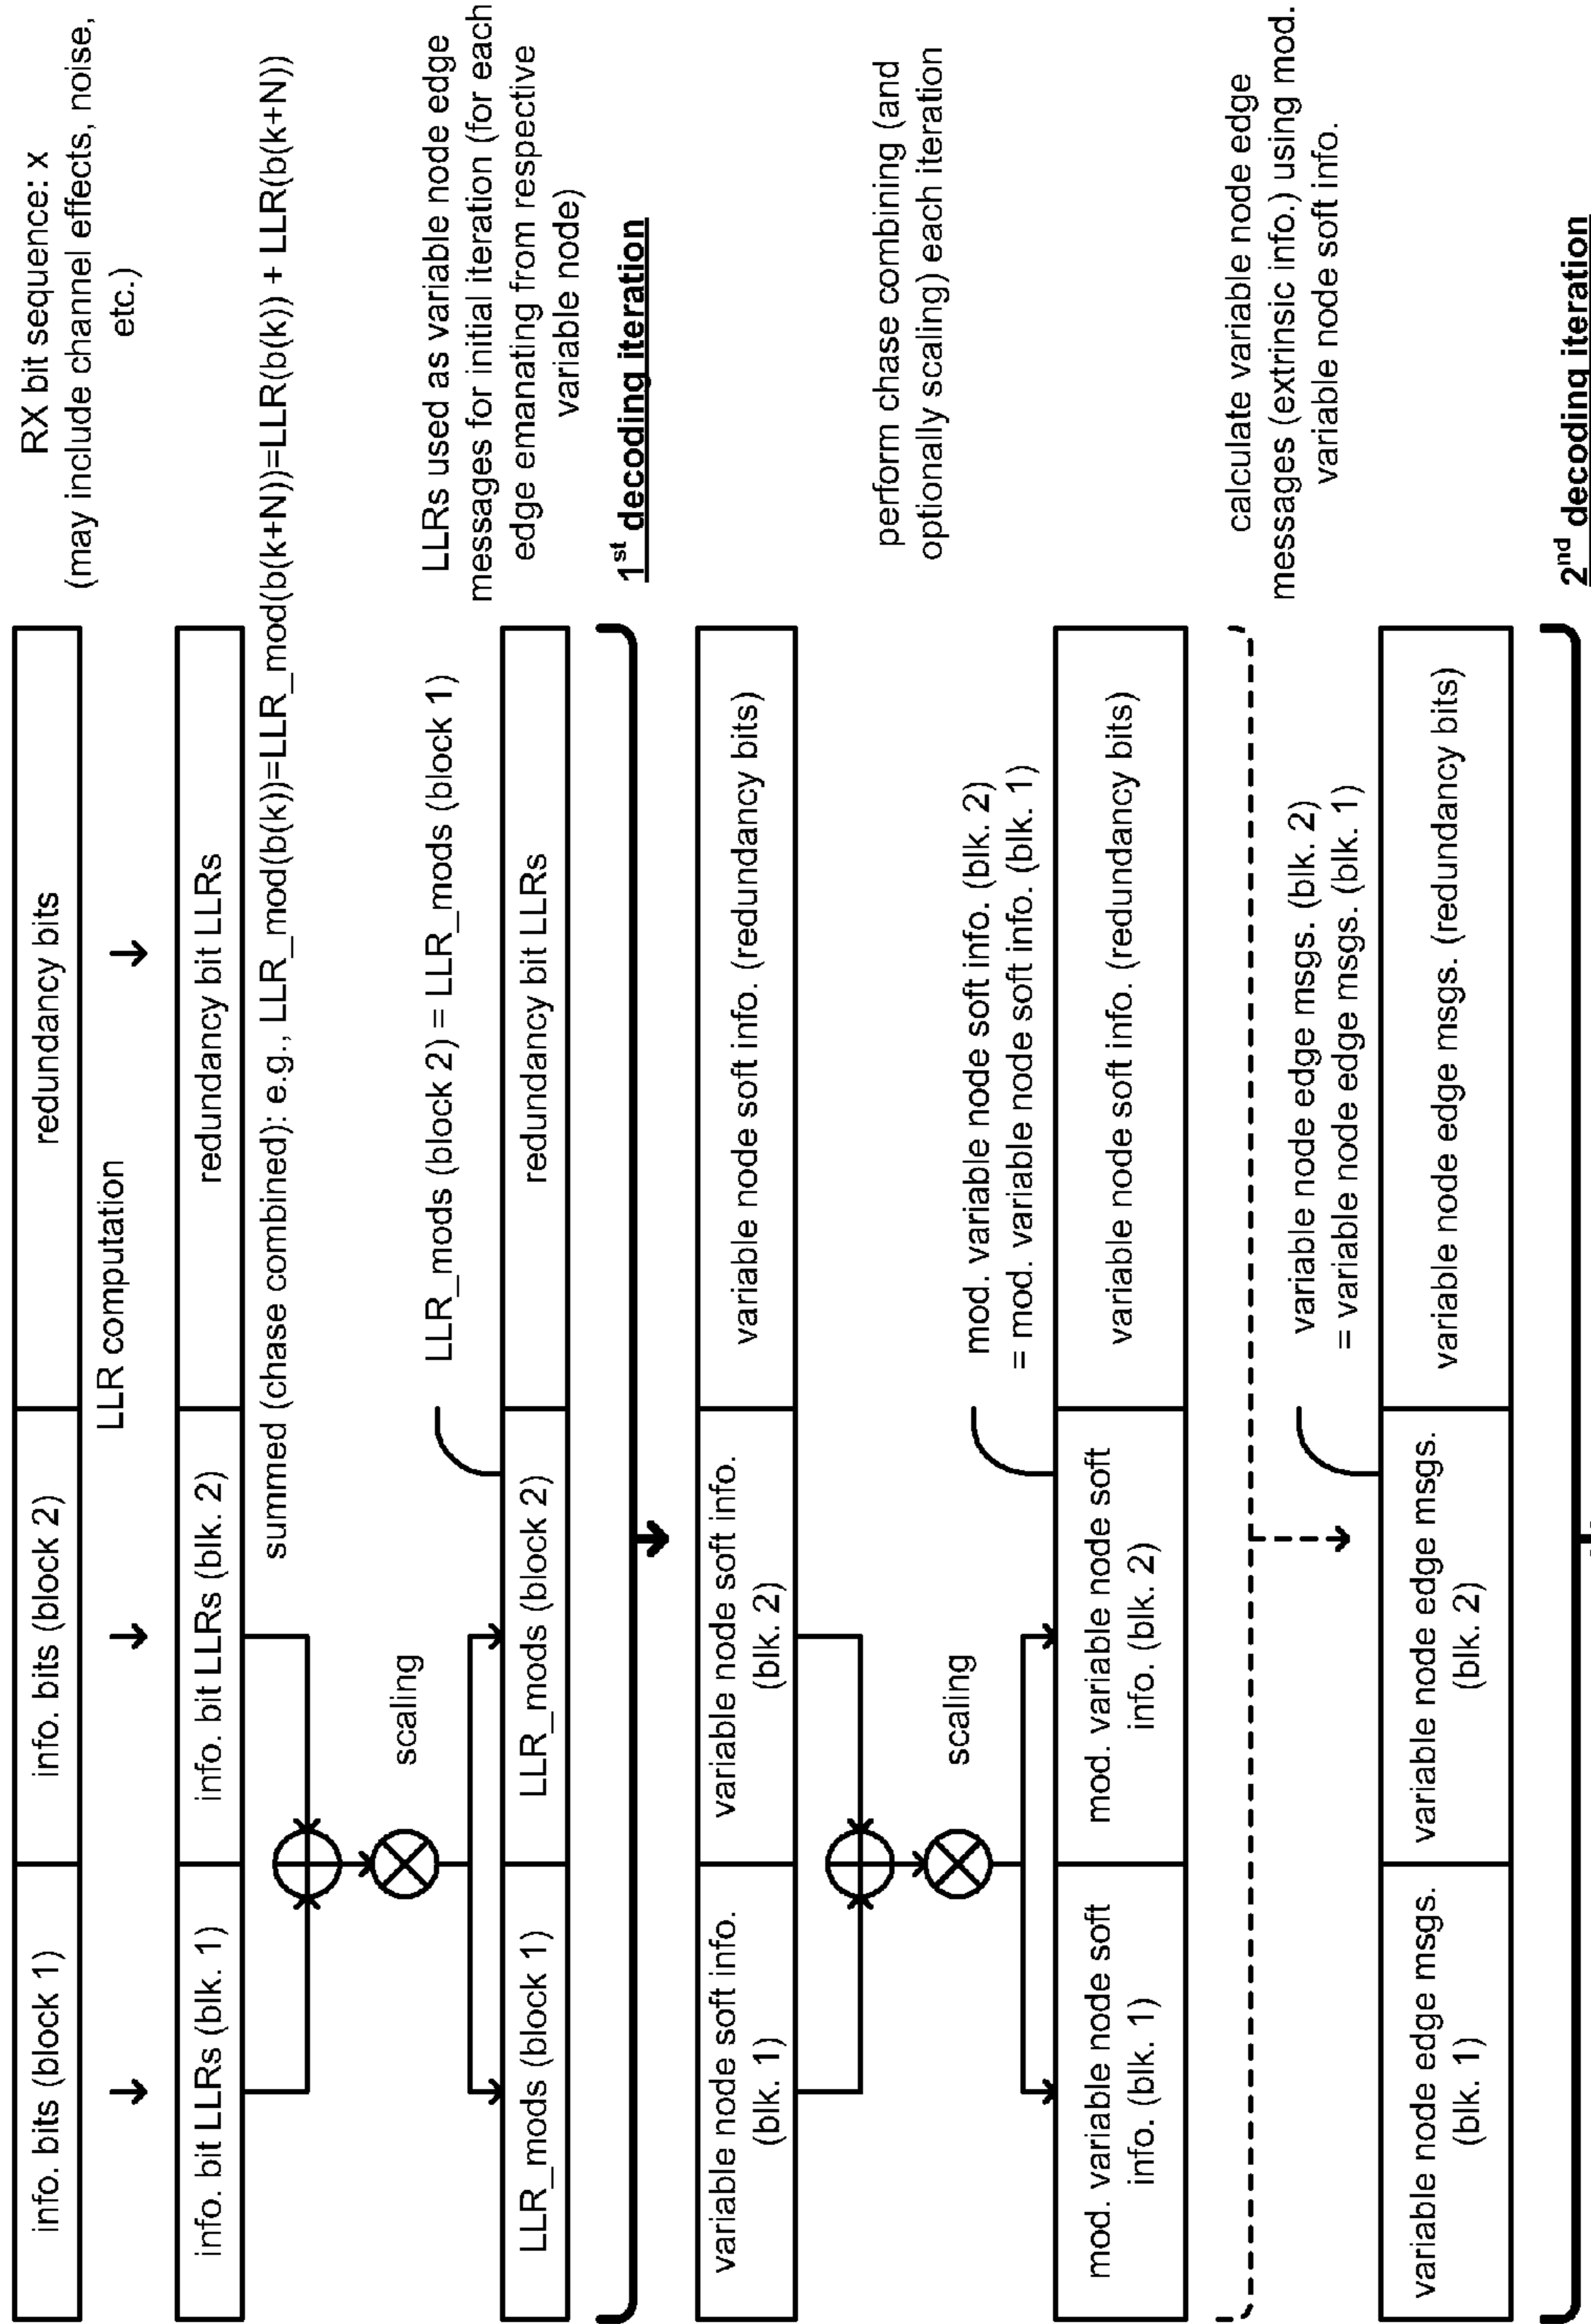 RX bit sequence: x
(may include channel effects, noise,
etc.)
info. bits (block 1)
info. bits (block 2)
redundancy bits
LLR computation
info. bit LLRs (blk. 1)
info. bit LLRs (blk. 2)
redundancy bit LLRs
summed (chase combined): e.g., LLR_mod(b(k))=LLR_mod(b(k+N))=LLR(b(k)) + LLR(b(k+N))
scaling
LLR_mods (block 2) = LLR_mods (block 1)
LLRs used as variable node edge
messages for initial iteration (for each
edge emanating from respective
variable node)
LLR_mods (block 1)
LLR_mods (block 2)
redundancy bit LLRs
1st decoding iteration
variable node soft info.
(blk. 1)
variable node soft info.
(blk. 2)
variable node soft info. (redundancy bits)
perform chase combining (and
optionally scaling) each iteration
scaling
mod. variable node soft info. (blk. 2)
= mod. variable node soft info. (blk. 1)
mod. variable node soft
info. (blk. 1)
mod. variable node soft
info. (blk. 2)
variable node soft info. (redundancy bits)
calculate variable node edge
messages (extrinsic info.) using mod.
variable node soft info.
variable node edge msgs. (blk. 2)
= variable node edge msgs. (blk. 1)
variable node edge msgs.
(blk. 1)
variable node edge msgs.
(blk. 2)
variable node edge msgs. (redundancy bits)
2nd decoding iteration